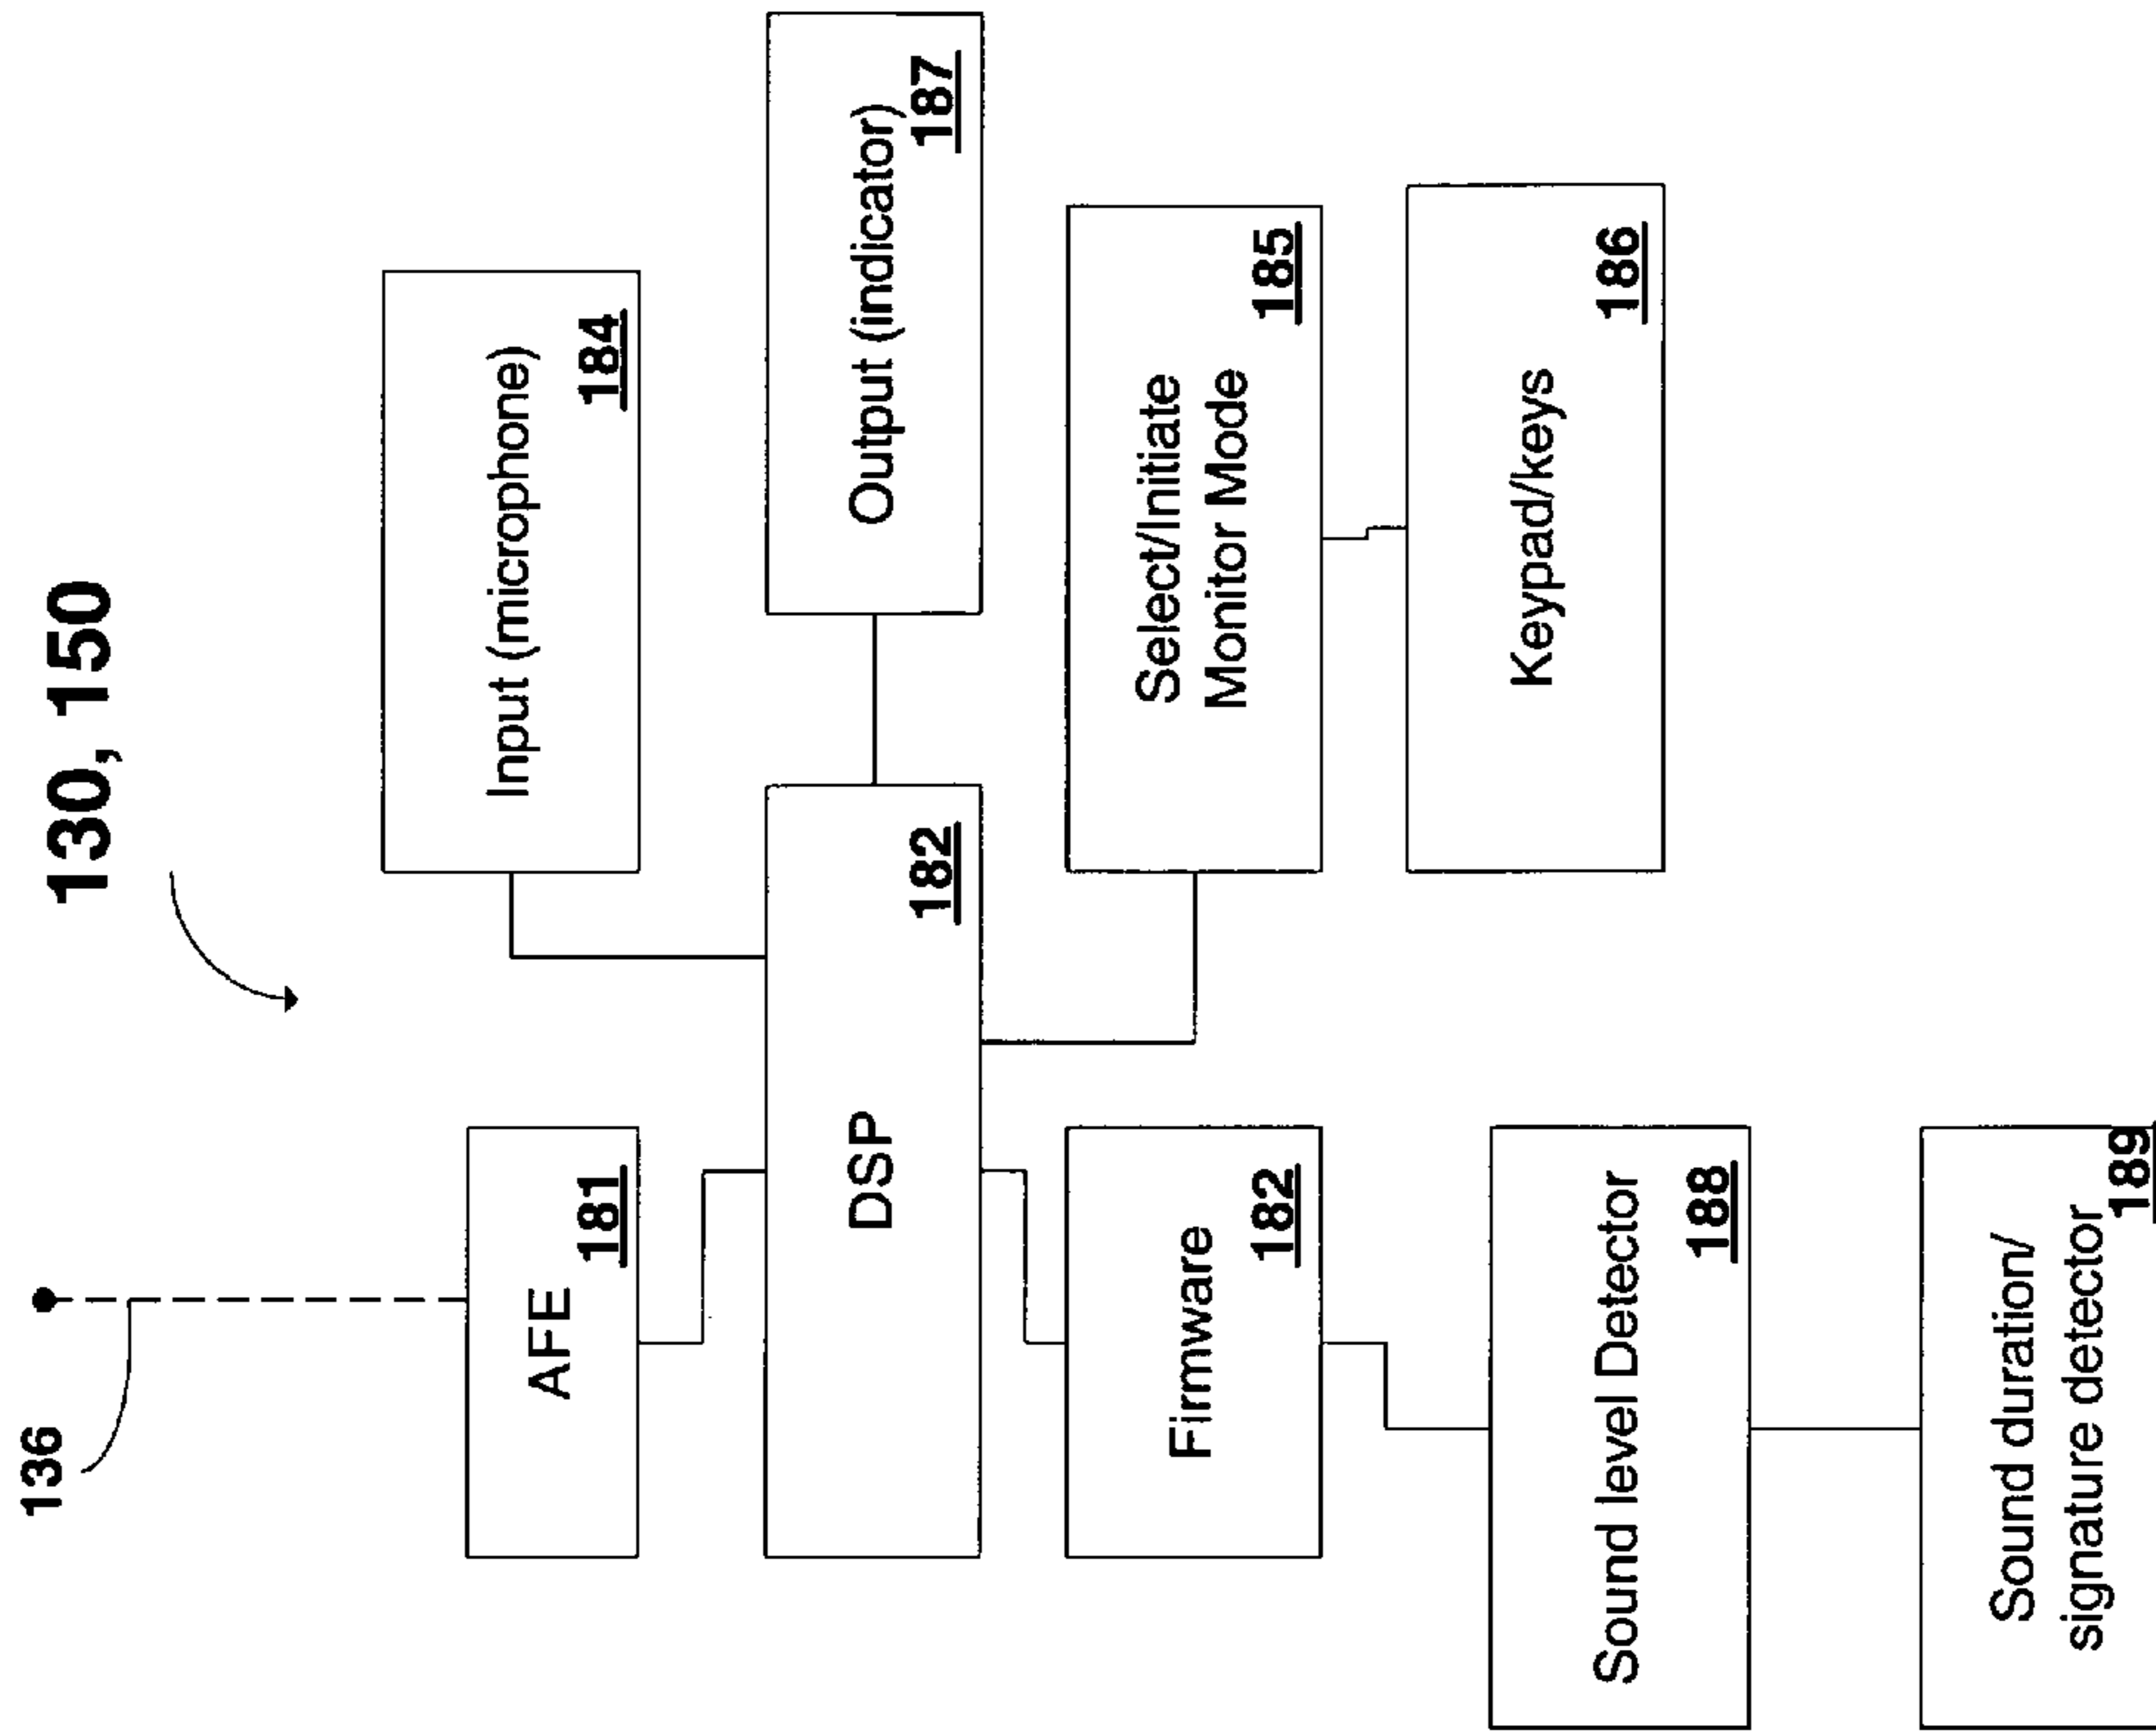 130, 150
136
AFE
181
Input (microphone)
184
DSP
182
Output (indicator)
187
Firmware
182
Select/Initiate
Monitor Mode
185
Keypad/keys
186
Sound level Detector
188
Sound duration/
signature detector
189